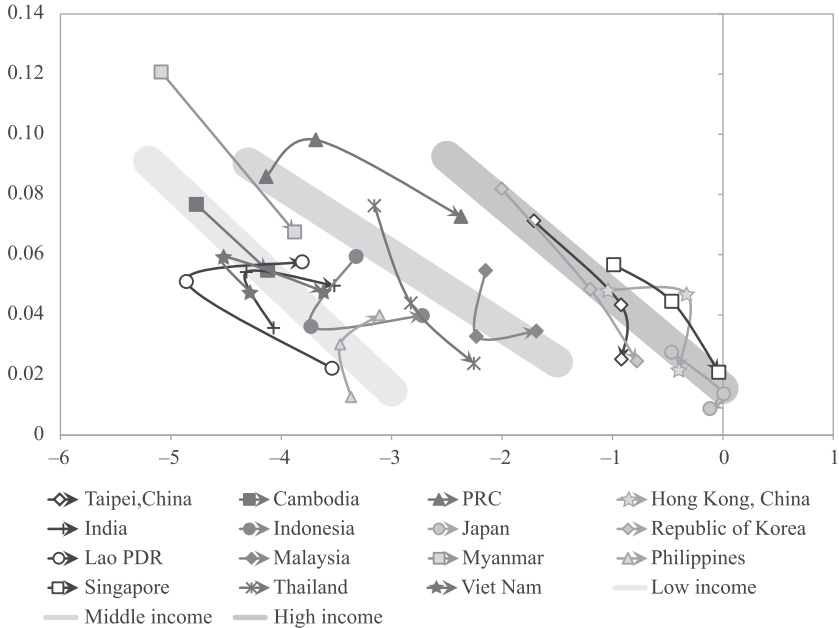 0.14
0.12
0.10
0.08
0.06
0.04
0.02
0
–6 –5 –4 –3 –2 –1 0 1
Taipei,China Cambodia PRC Hong Kong, China
India Indonesia Japan Republic of Korea
Lao PDR Malaysia Myanmar Philippines
Singapore Thailand Viet Nam Low income
Middle income High income